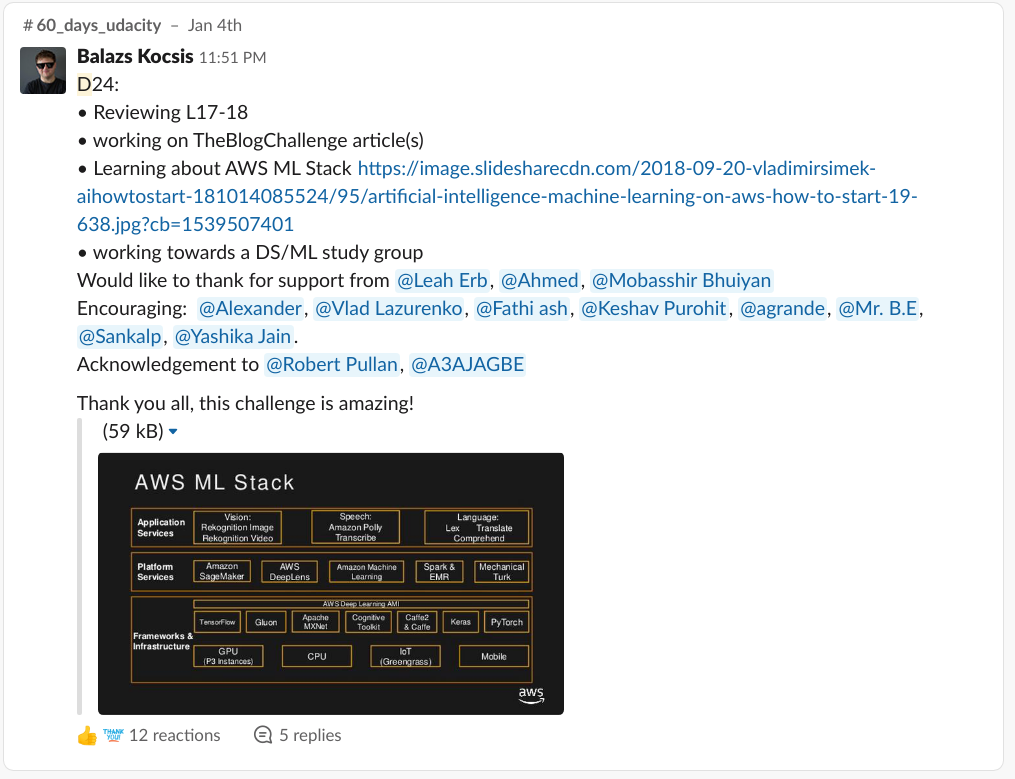 # 60_days_udacity – Jan 4th
Balazs Kocsis 11:51 PM
D24:
• Reviewing L17-18
• working on TheBlogChallenge article(s)
• Learning about AWS ML Stack https://image.slidesharecdn.com/2018-09-20-vladimirsimek-
aihowtostart-181014085524/95/artificial-intelligence-machine-learning-on-aws-how-to-start-19-
638.jpg?cb=1539507401
• working towards a DS/ML study group
Would like to thank for support from @Leah Erb, @Ahmed, @Mobasshir Bhuiyan
Encouraging: @Alexander, @Vlad Lazurenko, @Fathi ash, @Keshav Purohit, @agrande, @Mr. B.E,
@Sankalp, @Yashika Jain.
Acknowledgement to @Robert Pullan, @A3AJAGBE
Thank you all, this challenge is amazing!
(59 kB)
AWS ML Stack
Application
Services
Vision:
Rekognition Image
Rekognition Video
Speech:
Amazon Polly
Transcribe
Language:
Lex Translate
Comprehend
Platform
Services
Amazon
SageMaker
AWS
DeepLens
Amazon Machine
Learning
Spark &
EMR
Mechanical
Turk
Frameworks &
Infrastructure
AWS Deep Learning AMI
TensorFlow
Gluon
Apache
MXNet
Cognitive
Toolkit
Caffe2
& Caffe
Keras
PyTorch
GPU
(P3 Instances)
CPU
IoT
(Greengrass)
Mobile
aws
THANK
YOU!
12 reactions
5 replies